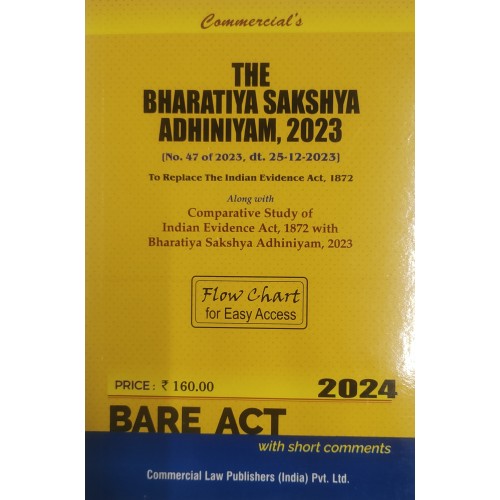 Commercial's
THE
BHARATIYA SAKSHYA
ADHINIYAM, 2023
[No. 47 of 2023, dt. 25-12-2023]
To Replace The Indian Evidence Act, 1872
Along with
Comparative Study of
Indian Evidence Act, 1872 with
Bharatiya Sakshya Adhiniyam, 2023
Flow Chart
for Easy Access
PRICE : ₹ 160.00
2024
BARE ACT
with short comments
Commercial Law Publishers (India) Pvt. Ltd.